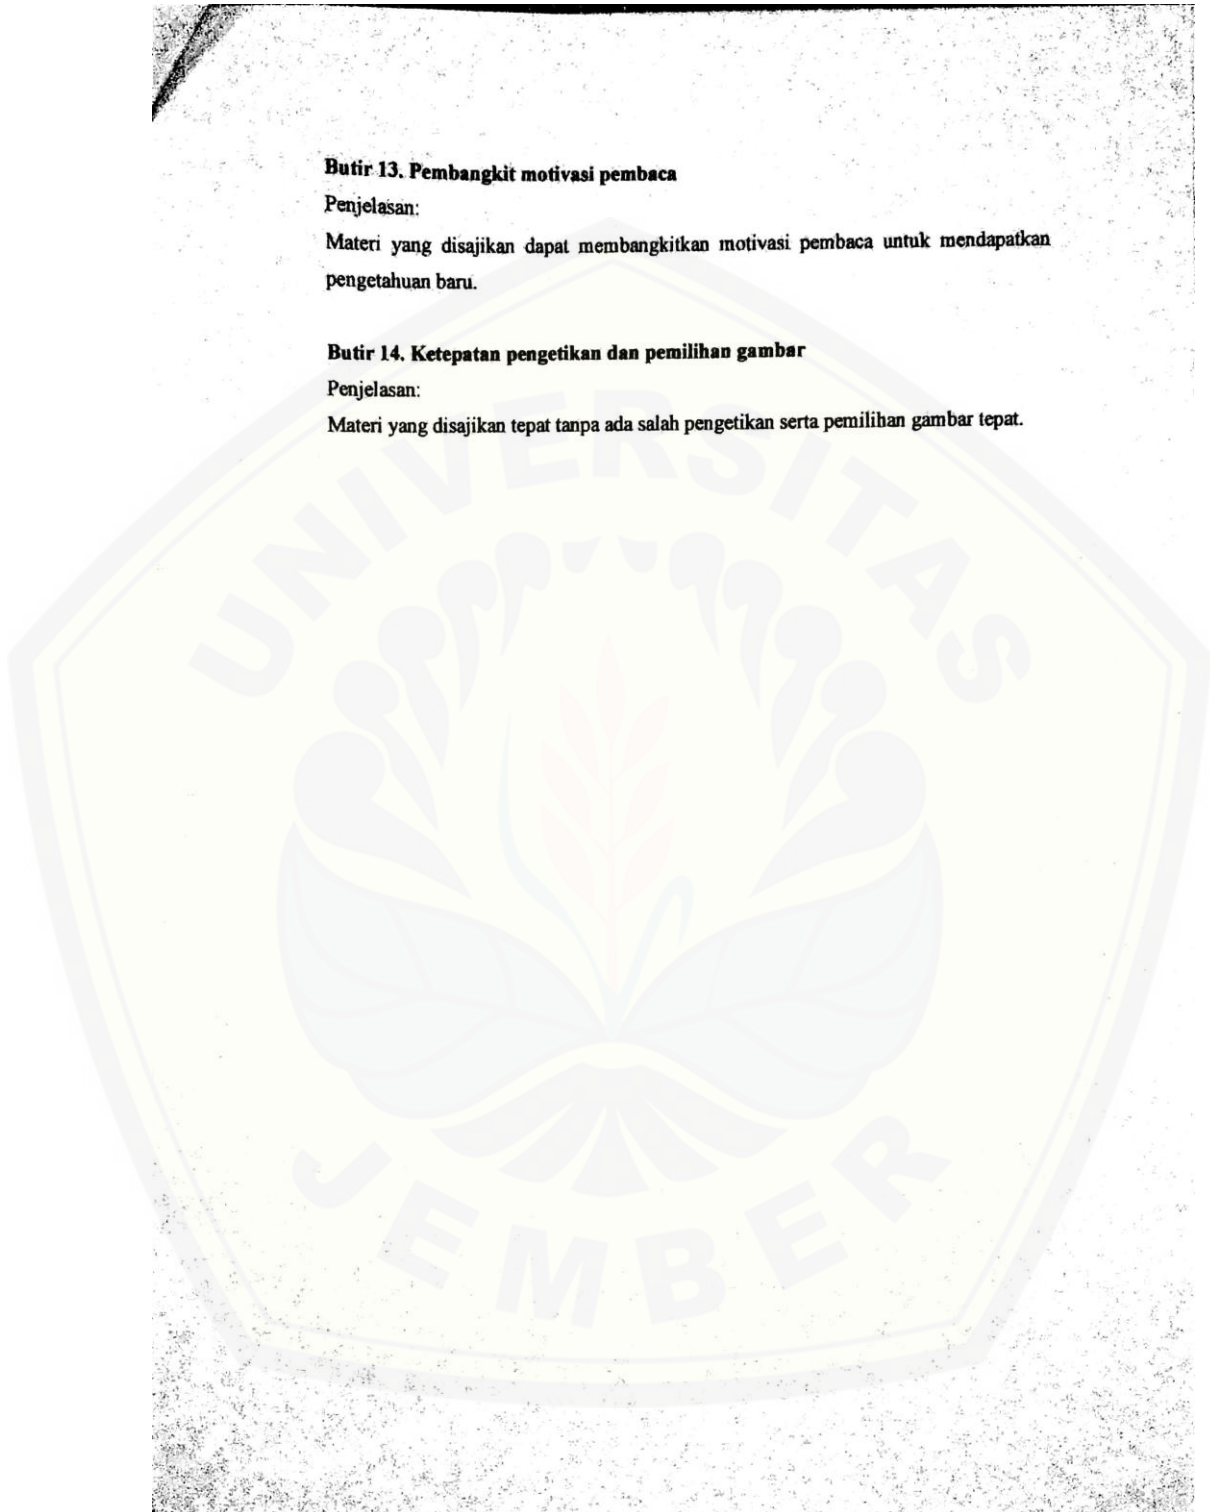 Butir 13. Pembangkit motivasi pembaca
Penjelasan:
Materi yang disajikan dapat membangkitkan motivasi pembaca untuk mendapatkan
pengetahuan baru.
Butir 14. Ketepatan pengetikan dan pemilihan gambar
Penjelasan:
Materi yang disajikan tepat tanpa ada salah pengetikan serta pemilihan gambar tepat.
UNIVERSITAS
JEMBER